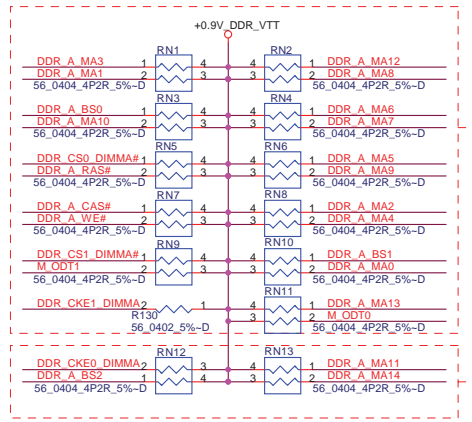 +0.9V_DDR_VTT
RN1 RN2
DDR_A_MA3 1 4 4 1 DDR_A_MA12
DDR_A_MA1 2 3 3 2 DDR_A_MA8
56_0404_4P2R_5%~D 56_0404_4P2R_5%~D
RN3 RN4
DDR_A_BS0 1 4 4 1 DDR_A_MA6
DDR_A_MA10 2 3 3 2 DDR_A_MA7
56_0404_4P2R_5%~D 56_0404_4P2R_5%~D
RN5 RN6
DDR_CS0_DIMMA# 1 4 4 1 DDR_A_MA5
DDR_A_RAS# 2 3 3 2 DDR_A_MA9
56_0404_4P2R_5%~D 56_0404_4P2R_5%~D
RN7 RN8
DDR_A_CAS# 1 4 4 1 DDR_A_MA2
DDR_A_WE# 2 3 3 2 DDR_A_MA4
56_0404_4P2R_5%~D 56_0404_4P2R_5%~D
RN9 RN10
DDR_CS1_DIMMA# 1 4 4 1 DDR_A_BS1
M_ODT1 2 3 3 2 DDR_A_MA0
56_0404_4P2R_5%~D 56_0404_4P2R_5%~D
RN11
DDR_CKE1_DIMMA 2 1 4 1 DDR_A_MA13
R130 3 2 M_ODT0
56_0402_5%~D 56_0404_4P2R_5%~D
RN12 RN13
DDR_CKE0_DIMMA 2 3 4 1 DDR_A_MA11
DDR_A_BS2 1 4 3 2 DDR_A_MA14
56_0404_4P2R_5%~D 56_0404_4P2R_5%~D